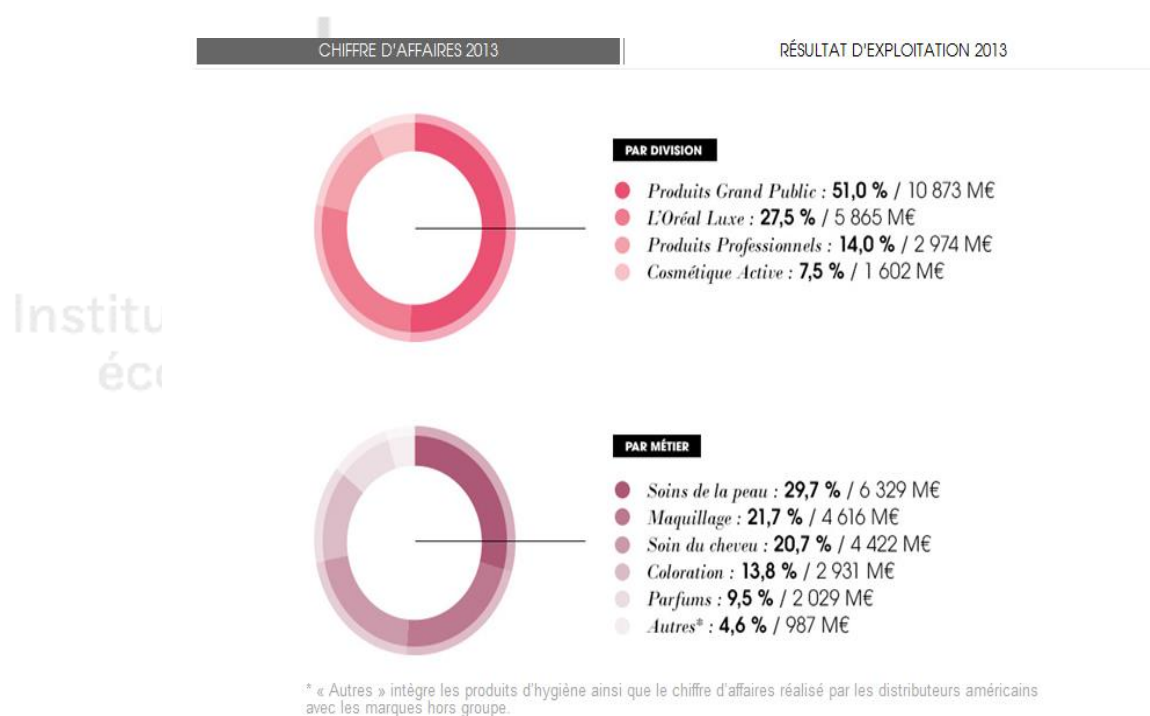 CHIFFRE D'AFFAIRES 2013
RÉSULTAT D'EXPLOITATION 2013
PAR DIVISION
Produits Grand Public : 51,0 % / 10 873 M€
L'Oréal Luxe : 27,5 % / 5 865 M€
Produits Professionnels : 14,0 % / 2 974 M€
Cosmétique Active : 7,5 % / 1 602 M€
Institu
éco
PAR MÉTIER
Soins de la peau : 29,7 % / 6 329 M€
Maquillage : 21,7 % / 4 616 M€
Soin du cheveu : 20,7 % / 4 422 M€
Coloration : 13,8 % / 2 931 M€
Parfums : 9,5 % / 2 029 M€
Autres* : 4,6 % / 987 M€
* « Autres » intègre les produits d'hygiène ainsi que le chiffre d'affaires réalisé par les distributeurs américains
avec les marques hors groupe.